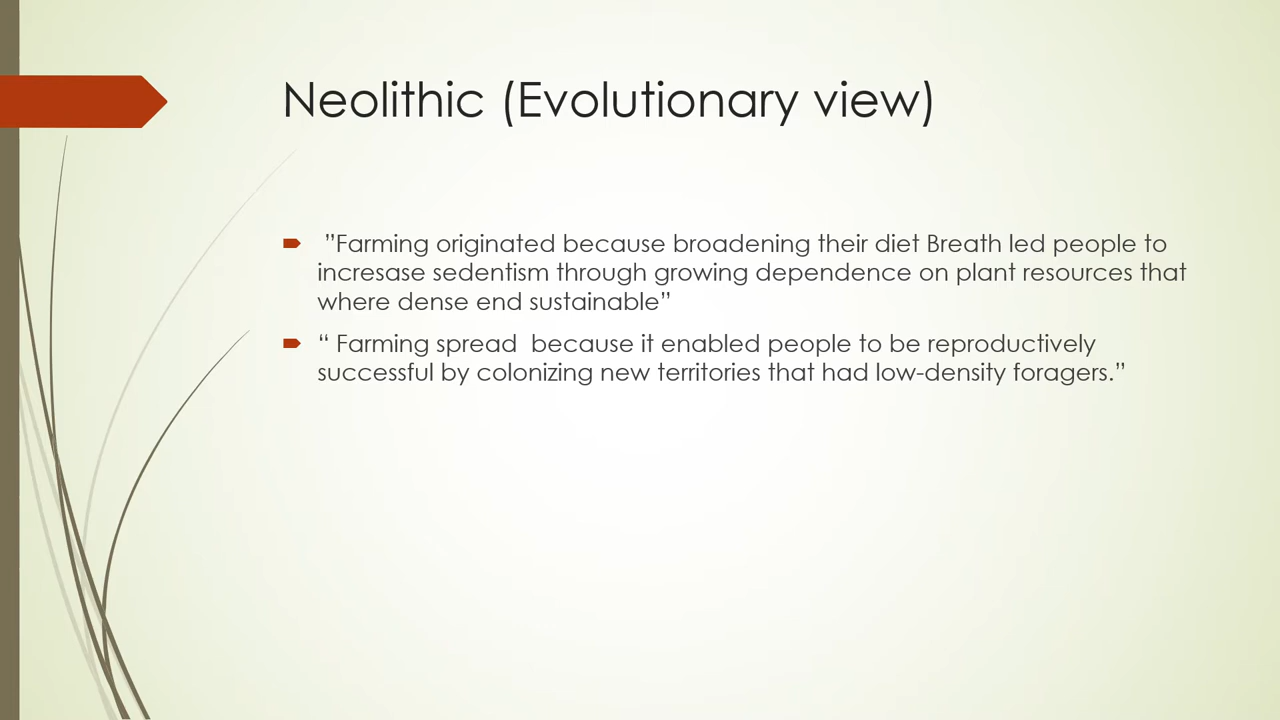 Neolithic (Evolutionary view)
”Farming originated because broadening their diet Breath led people to
incresase sedentism through growing dependence on plant resources that
where dense end sustainable”
“ Farming spread  because it enabled people to be reproductively
successful by colonizing new territories that had low-density foragers.”